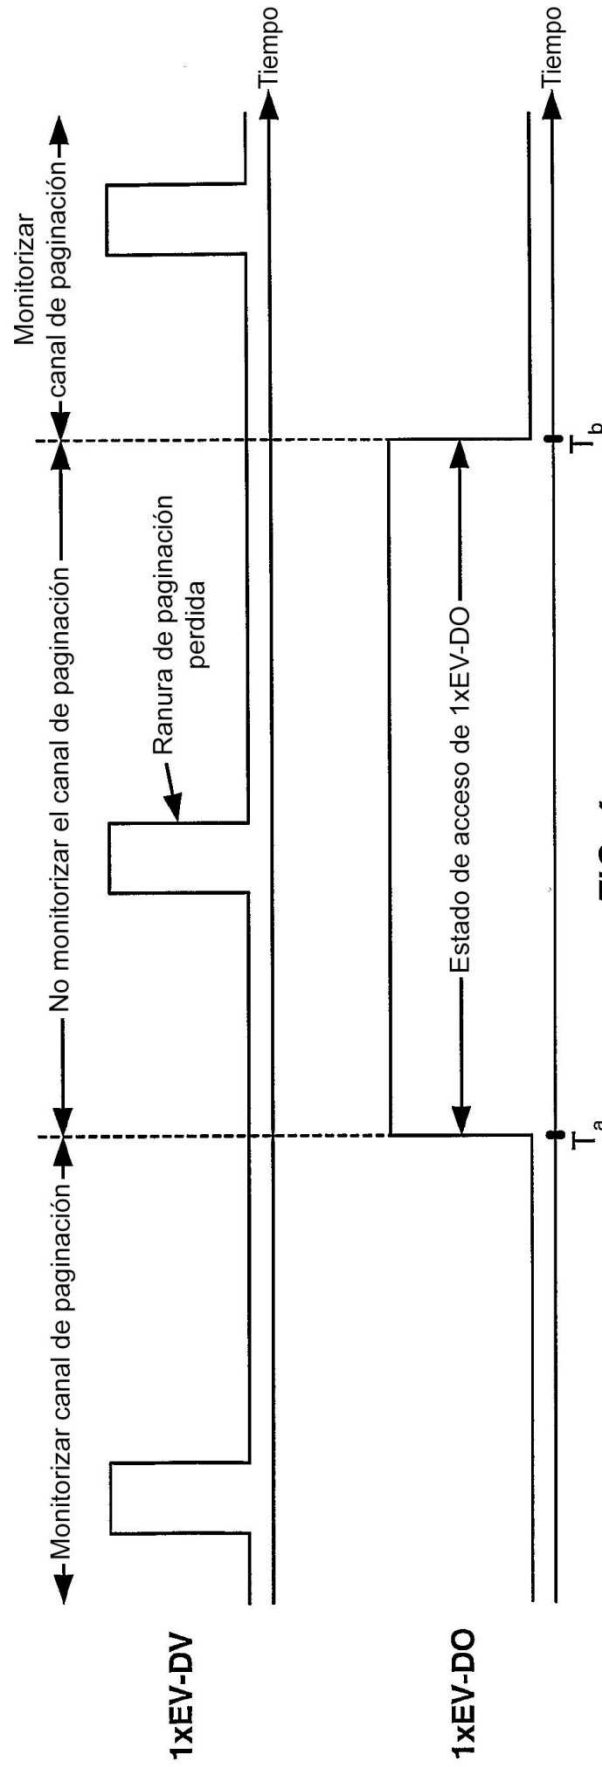 Monitorizar canal de paginación
No monitorizar el canal de paginación
Monitorizar
canal de paginación
1xEV-DV
Ranura de paginación
perdida
Tiempo
1xEV-DO
Estado de acceso de 1xEV-DO
Tiempo
Ta
Tb